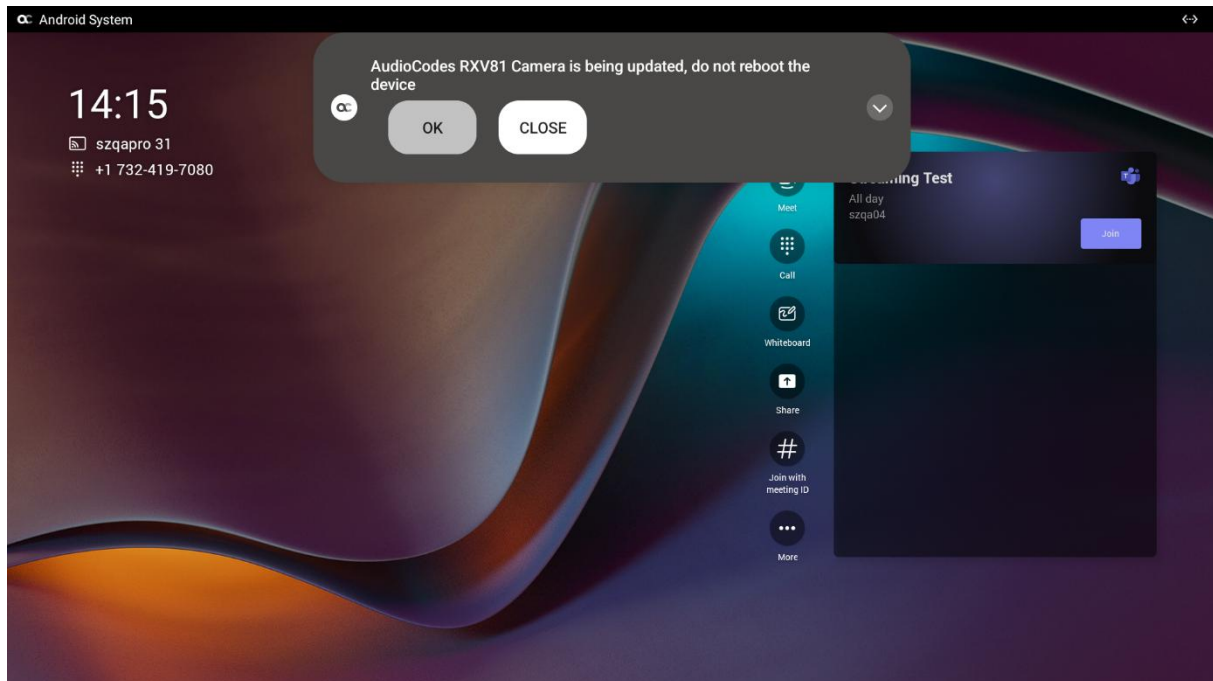 Android System
AudioCodes RXV81 Camera is being updated, do not reboot the
device
OK
CLOSE
14:15
szqapro 31
+1 732-419-7080
Test
All day
szqa04
Join
Meet
Call
Whiteboard
Share
Join with
meeting ID
More